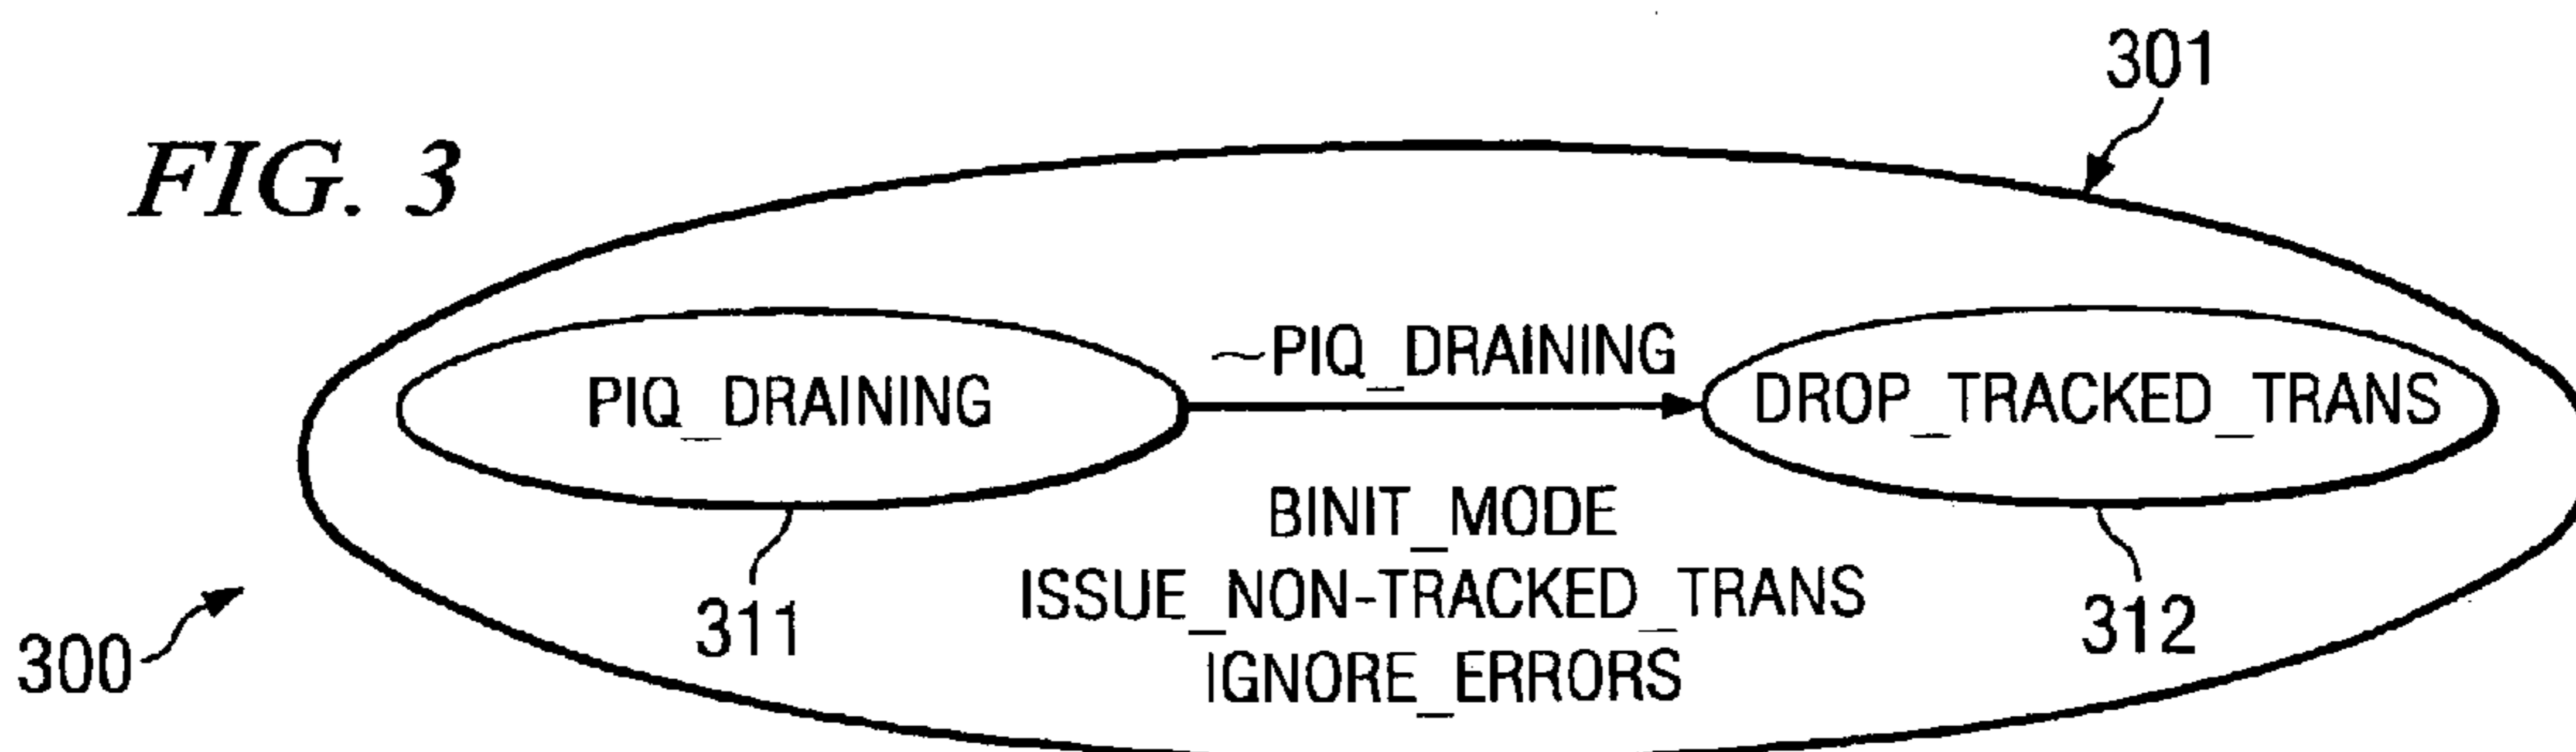 301
FIG. 3
~PIQ_DRAINING
PIQ_DRAINING
DROP_TRACKED_TRANS
BINIT_MODE
ISSUE_NON-TRACKED_TRANS
IGNORE_ERRORS
311
312
300